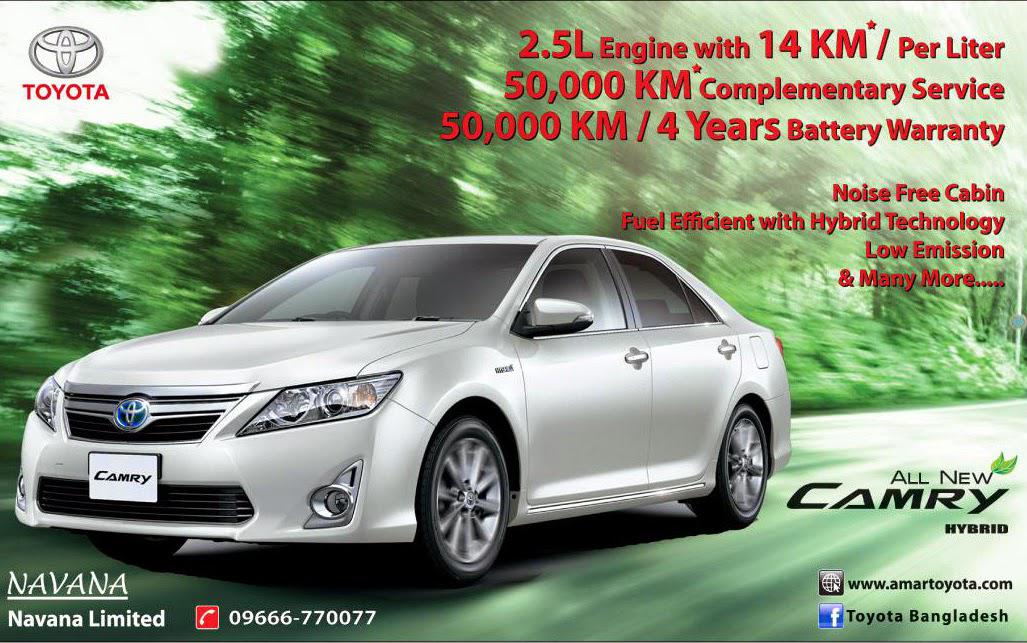 TOYOTA
2.5L Engine with 14 KM*/ Per Liter
50,000 KM* Complementary Service
50,000 KM / 4 Years Battery Warranty
Noise Free Cabin
Fuel Efficient with Hybrid Technology
Low Emission
& Many More.....
CAMRY
ALL NEW
CAMRY
HYBRID
NAVANA
Navana Limited 09666-770077
www.amartoyota.com
Toyota Bangladesh